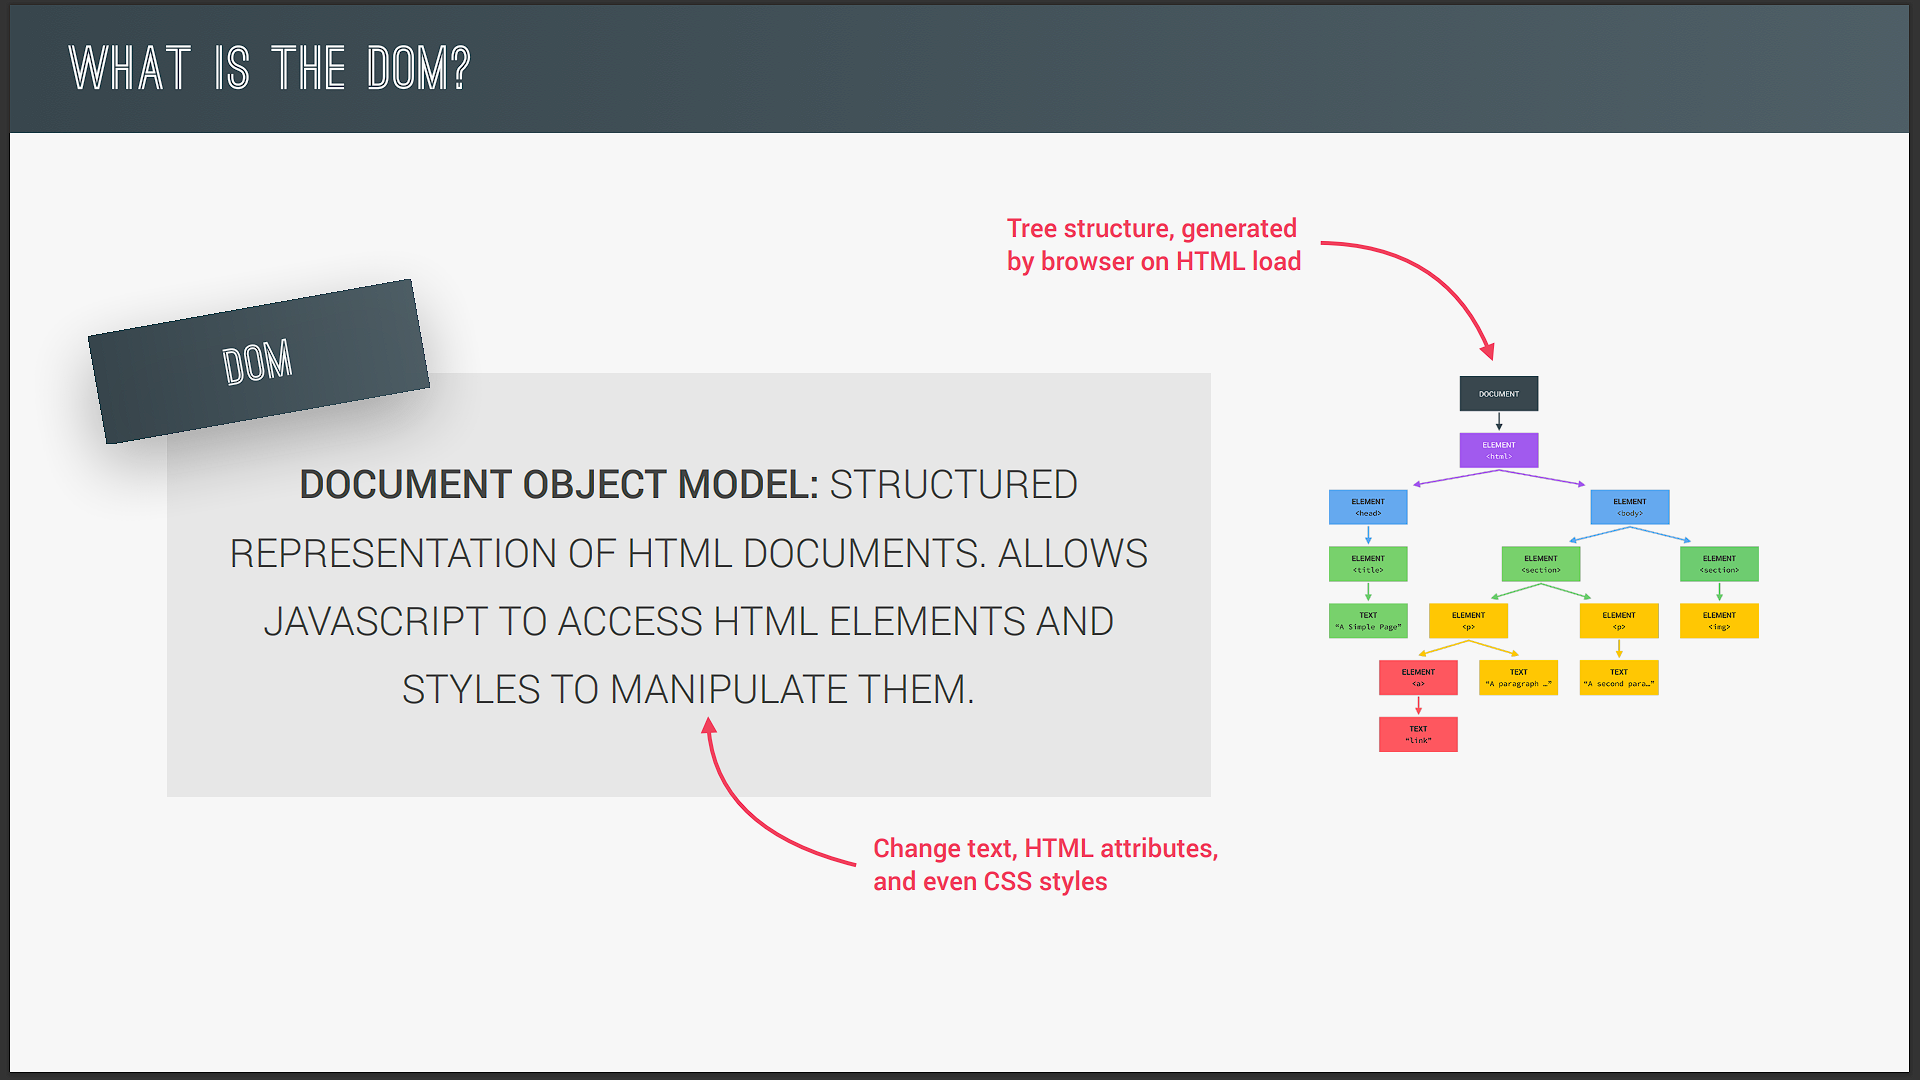 WHAT IS THE DOM?
Tree structure, generated
by browser on HTML load
DOM
DOCUMENT OBJECT MODEL: STRUCTURED
REPRESENTATION OF HTML DOCUMENTS. ALLOWS
JAVASCRIPT TO ACCESS HTML ELEMENTS AND
STYLES TO MANIPULATE THEM.
Change text, HTML attributes,
and even CSS styles
DOCUMENT
ELEMENT
<html>
ELEMENT
<head>
ELEMENT
<body>
ELEMENT
<title>
ELEMENT
<section>
ELEMENT
<section>
TEXT
“A Simple Page”
ELEMENT
<p>
ELEMENT
<p>
ELEMENT
<img>
ELEMENT
<a>
TEXT
“A paragraph …”
TEXT
“A second para…”
TEXT
“link”